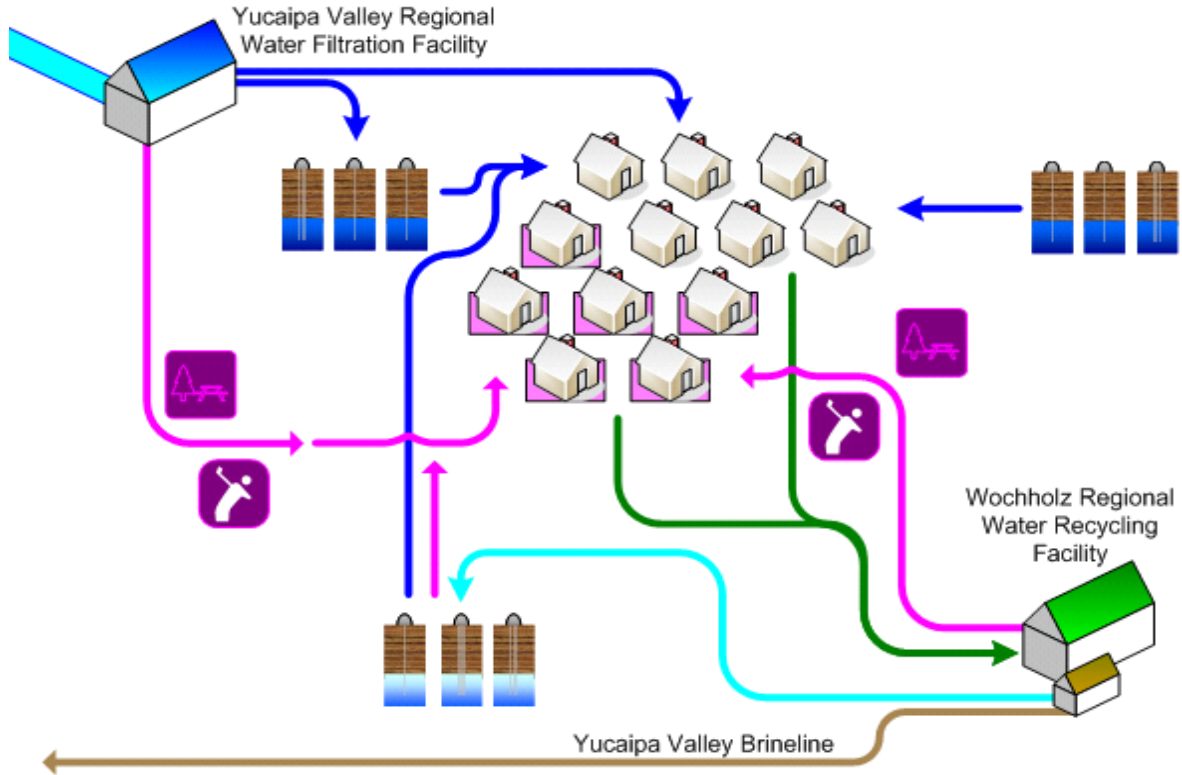 Yucaipa Valley Regional
Water Filtration Facility
Wochholz Regional
Water Recycling
Facility
Yucaipa Valley Brineline